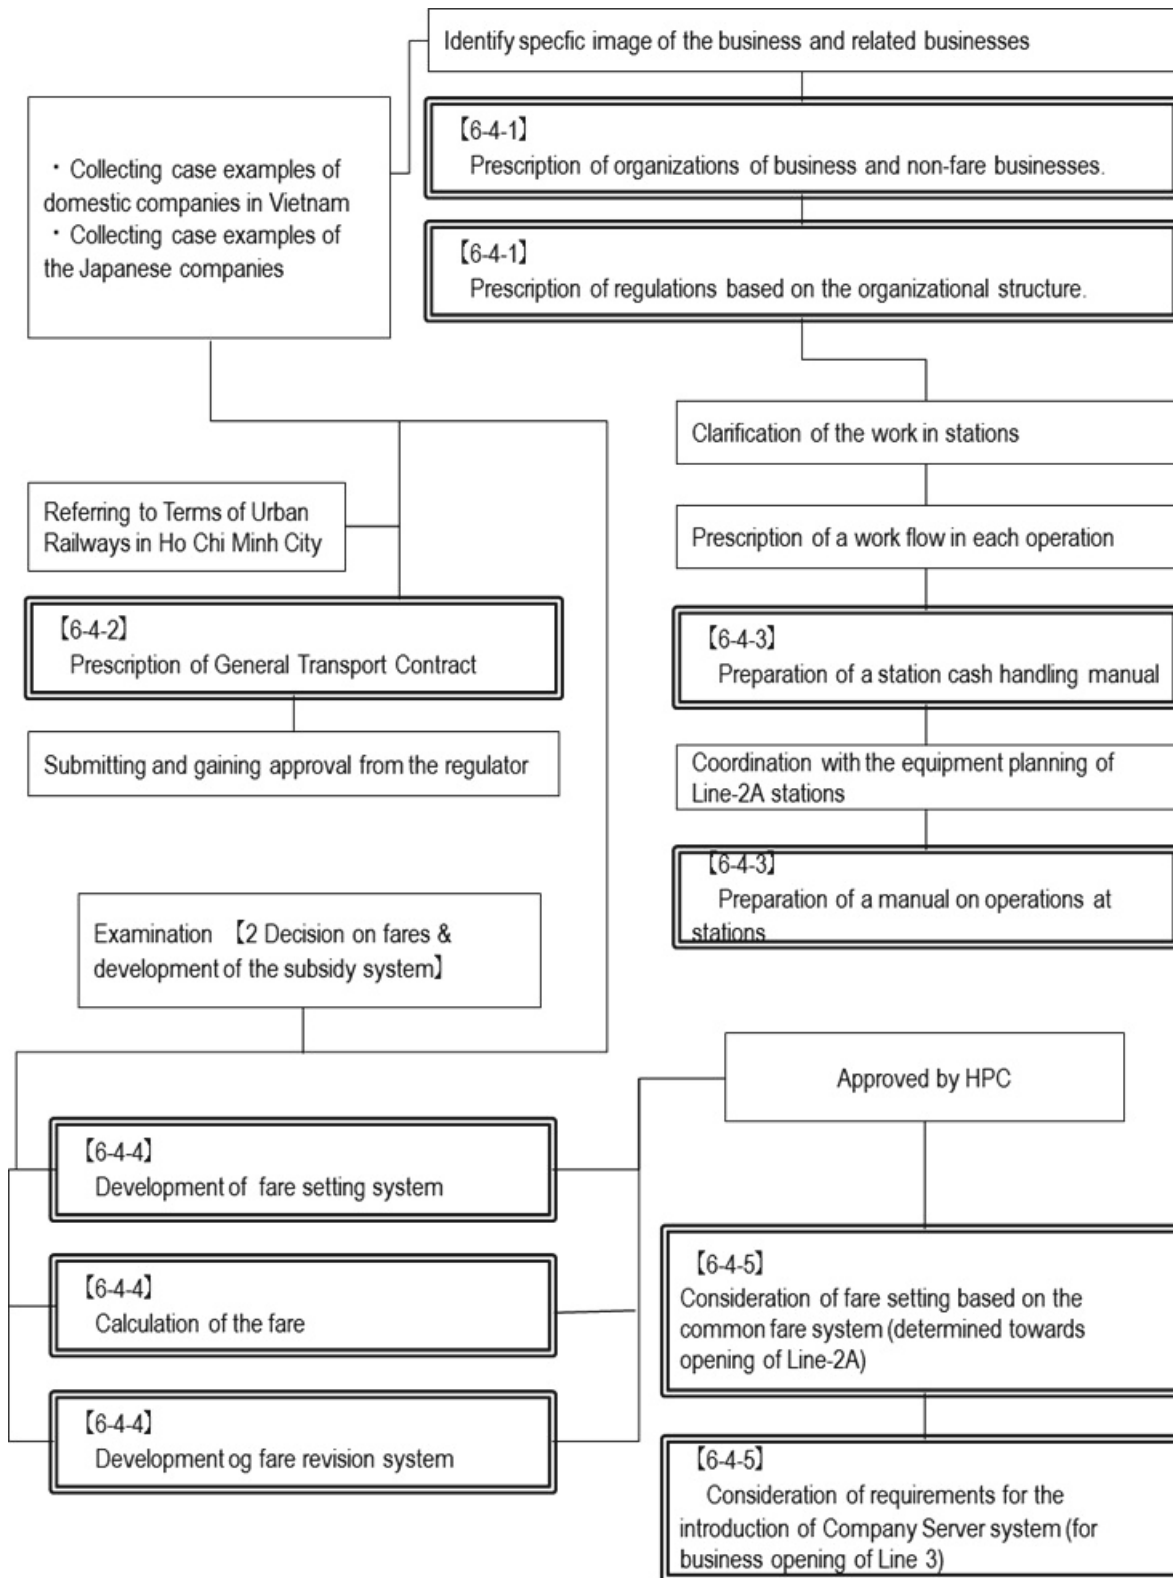 Identify specfic image of the business and related businesses
【6-4-1】
Prescription of organizations of business and non-fare businesses.
・Collecting case examples of
domestic companies in Vietnam
・Collecting case examples of
the Japanese companies
【6-4-1】
Prescription of regulations based on the organizational structure.
Clarification of the work in stations
Referring to Terms of Urban
Railways in Ho Chi Minh City
Prescription of a work flow in each operation
【6-4-2】
Prescription of General Transport Contract
【6-4-3】
Preparation of a station cash handling manual
Submitting and gaining approval from the regulator
Coordination with the equipment planning of
Line-2A stations
【6-4-3】
Preparation of a manual on operations at
stations
Examination 【2 Decision on fares &
development of the subsidy system】
Approved by HPC
【6-4-4】
Development of fare setting system
【6-4-4】
Calculation of the fare
【6-4-4】
Development og fare revision system
【6-4-5】
Consideration of fare setting based on the
common fare system (determined towards
opening of Line-2A)
【6-4-5】
Consideration of requirements for the
introduction of Company Server system (for
business opening of Line 3)